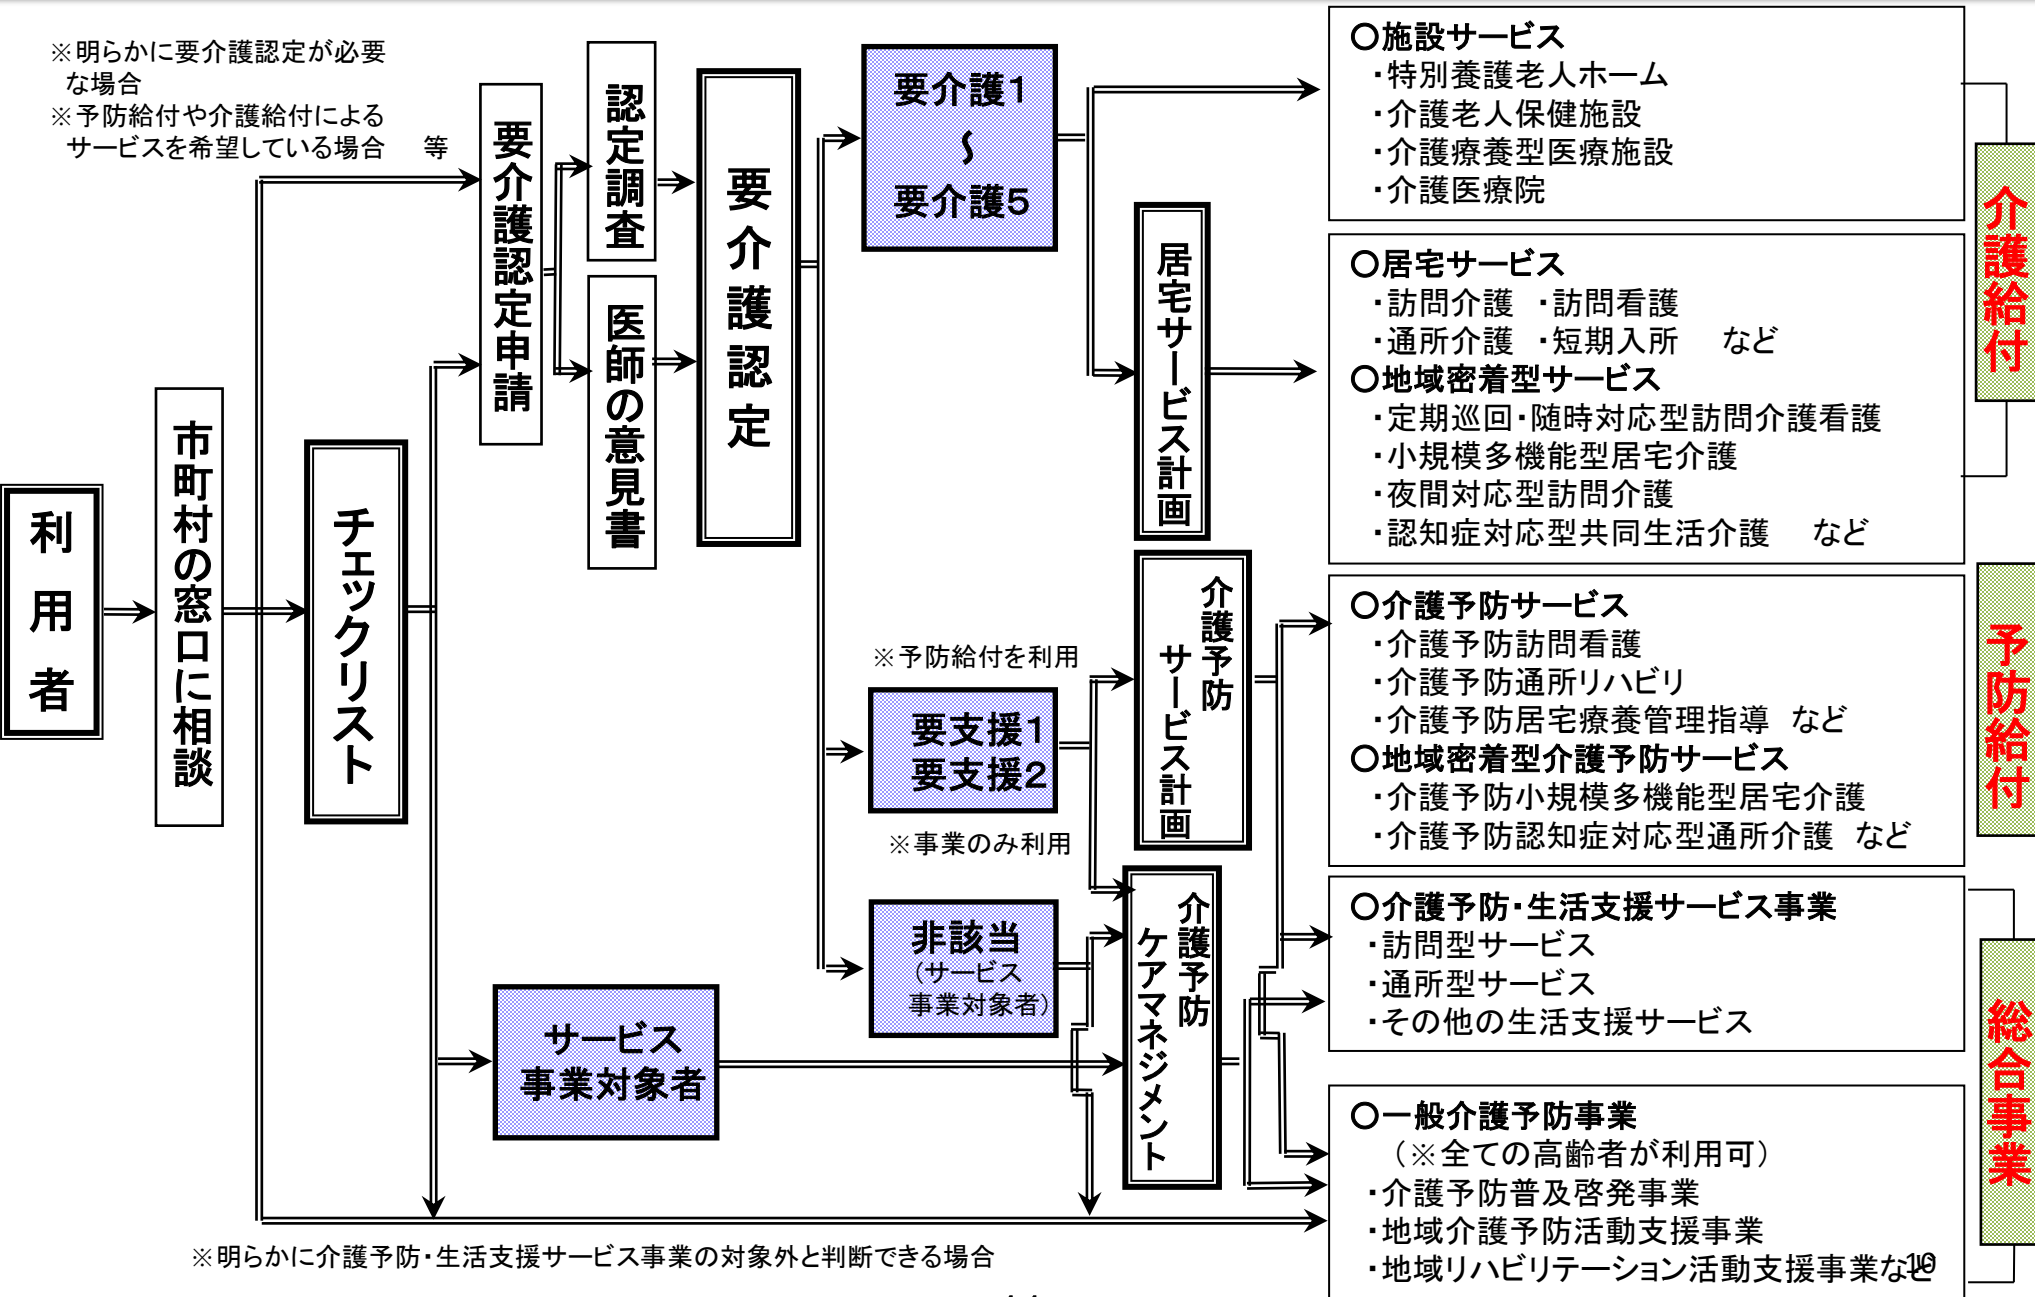 ※明らかに要介護認定が必要
な場合
※予防給付や介護給付による
サービスを希望している場合　等
利用者
市町村の窓口に相談
チェックリスト
要介護認定申請
認定調査
医師の意見書
要介護認定
要介護1
～
要介護5
※予防給付を利用
要支援1
要支援2
※事業のみ利用
非該当
（サービス
事業対象者）
サービス
事業対象者
居宅サービス計画
介護予防
サービス計画
介護予防
ケアマネジメント
○施設サービス
・特別養護老人ホーム
・介護老人保健施設
・介護療養型医療施設
・介護医療院
○居宅サービス
・訪問介護　・訪問看護
・通所介護　・短期入所　など
○地域密着型サービス
・定期巡回・随時対応型訪問介護看護
・小規模多機能型居宅介護
・夜間対応型訪問介護
・認知症対応型共同生活介護　など
○介護予防サービス
・介護予防訪問看護
・介護予防通所リハビリ
・介護予防居宅療養管理指導　など
○地域密着型介護予防サービス
・介護予防小規模多機能型居宅介護
・介護予防認知症対応型通所介護　など
○介護予防・生活支援サービス事業
・訪問型サービス
・通所型サービス
・その他の生活支援サービス
○一般介護予防事業
（※全ての高齢者が利用可）
・介護予防普及啓発事業
・地域介護予防活動支援事業
・地域リハビリテーション活動支援事業など
10
介護給付
予防給付
総合事業
※明らかに介護予防・生活支援サービス事業の対象外と判断できる場合